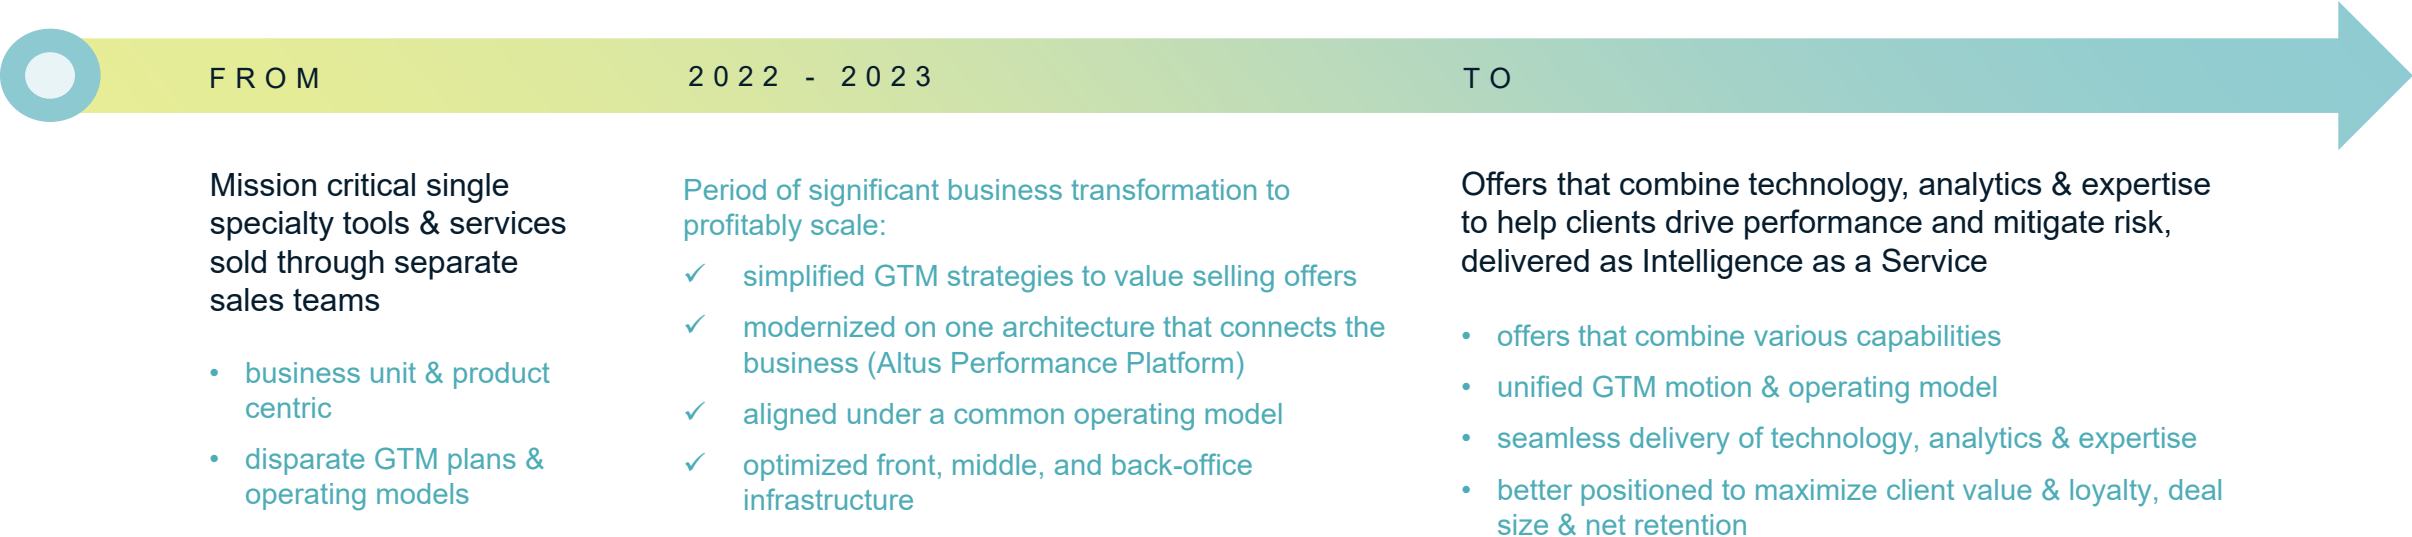 FROM
2022 - 2023
TO
Mission critical single
specialty tools & services
sold through separate
sales teams
• business unit & product
centric
• disparate GTM plans &
operating models
Period of significant business transformation to
profitably scale:
✓ simplified GTM strategies to value selling offers
✓ modernized on one architecture that connects the
business (Altus Performance Platform)
✓ aligned under a common operating model
✓ optimized front, middle, and back-office
infrastructure
Offers that combine technology, analytics & expertise
to help clients drive performance and mitigate risk,
delivered as Intelligence as a Service
• offers that combine various capabilities
• unified GTM motion & operating model
• seamless delivery of technology, analytics & expertise
• better positioned to maximize client value & loyalty, deal
size & net retention